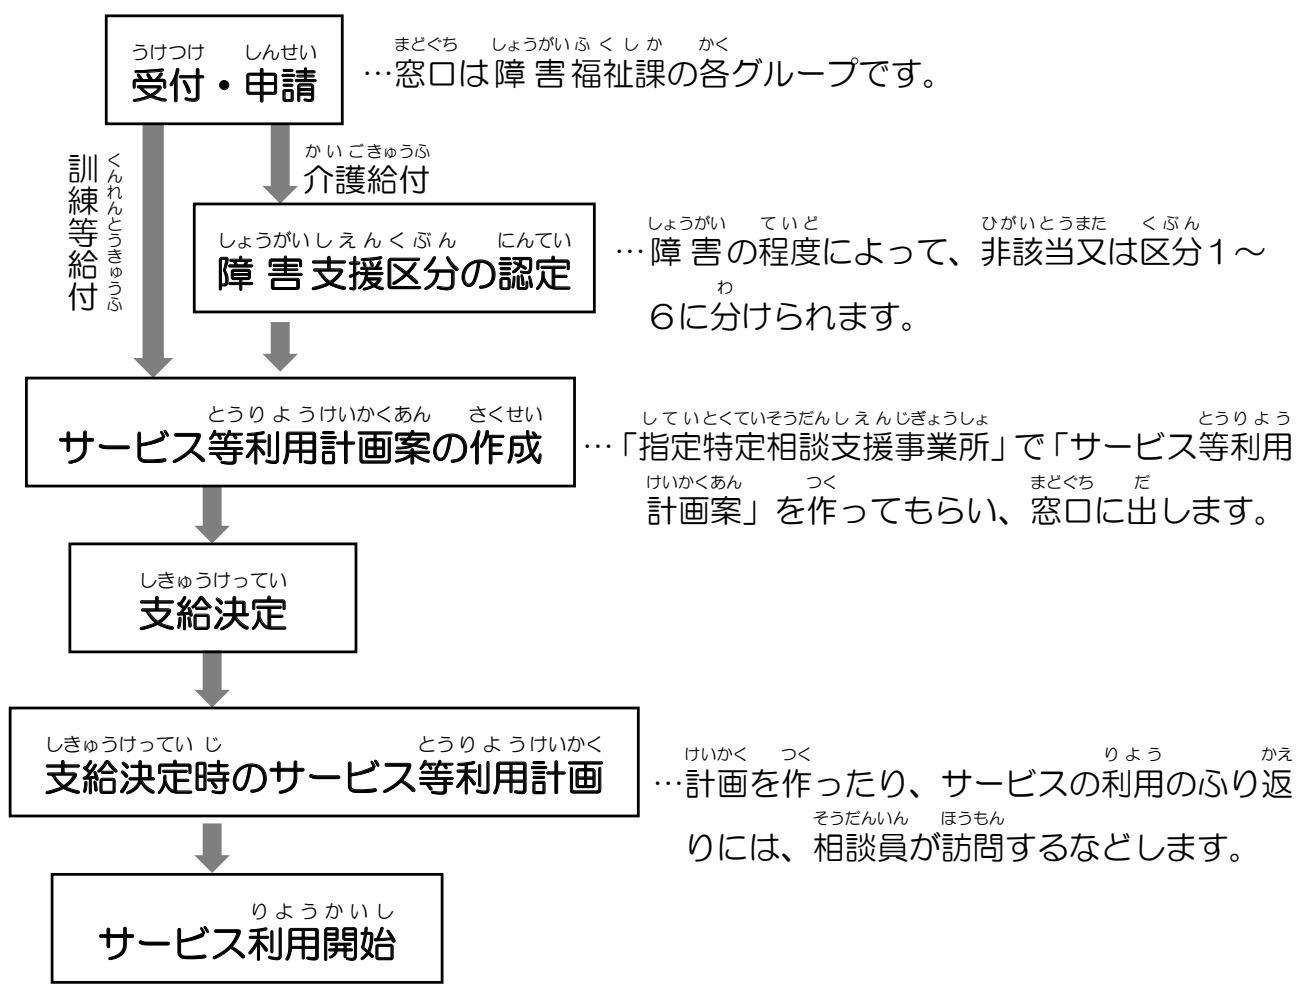 うけつけ しんせい
受付・申請
まどぐち しょうがいふくしか かく
…窓口は障害福祉課の各グループです。
くんれんとうきゅうふ
訓練等給付
かいごきゅうふ
介護給付
しょうがいしえんくぶん にんてい
障害支援区分の認定
しょうがい ていど ひがいとうまた くぶん
…障害の程度によって、非該当又は区分1~
わ
6に分けられます。
とうりようけいかくあん さくせい
サービス等利用計画案の作成
していとくていそうだんしえんじぎょうしょ とうりよう
…「指定特定相談支援事業所」で「サービス等利用
けいかくあん つく まどぐち だ
計画案」を作ってもらい、窓口に出します。
しきゅうけってい
支給決定
しきゅうけっていじ とうりようけいかく
支給決定時のサービス等利用計画
けいかく つく りよう かえ
…計画を作ったり、サービスの利用のふり返
そうだんいん ほうもん
りには、相談員が訪問するなどします。
りようかいし
サービス利用開始